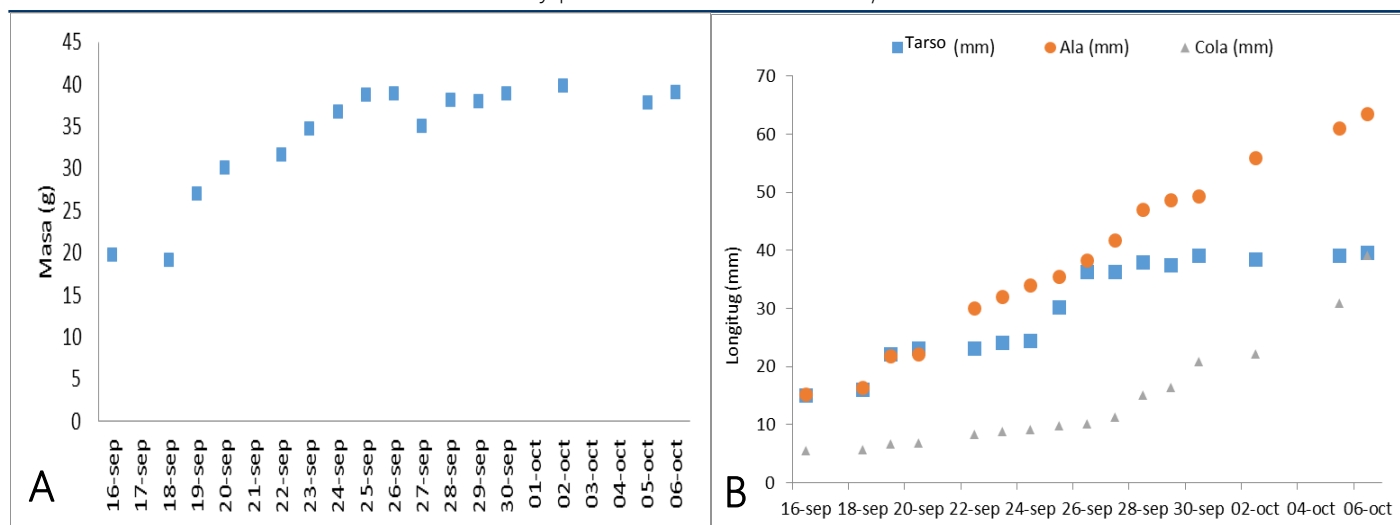 45
40
35
30
25
20
15
10
5
0
Masa (g)
16-sep
17-sep
18-sep
19-sep
20-sep
21-sep
22-sep
23-sep
24-sep
25-sep
26-sep
27-sep
28-sep
29-sep
30-sep
01-oct
02-oct
03-oct
04-oct
05-oct
06-oct
A
Tarso (mm) Ala (mm) Cola (mm)
70
60
50
40
30
20
10
0
Longitug (mm)
16-sep 18-sep 20-sep 22-sep 24-sep 26-sep 28-sep 30-sep 02-oct 04-oct 06-oct
B